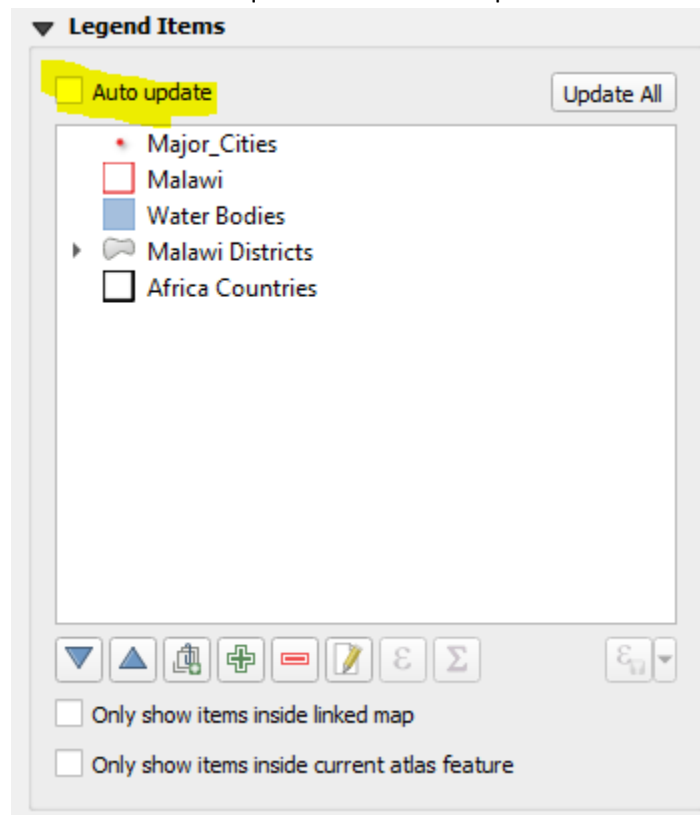 Legend Items
Auto update Update All
Major_Cities
Malawi
Water Bodies
Malawi Districts
Africa Countries
ε Σ ε
Only show items inside linked map
Only show items inside current atlas feature